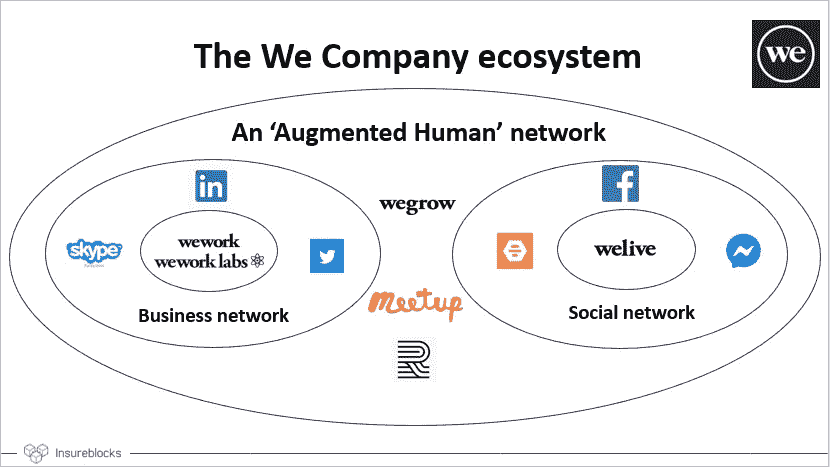 The We Company ecosystem
we
An ‘Augmented Human’ network
in
f
wegrow
skype
wework
wework labs
welive
Meetup
Business network
Social network
R
Insureblocks